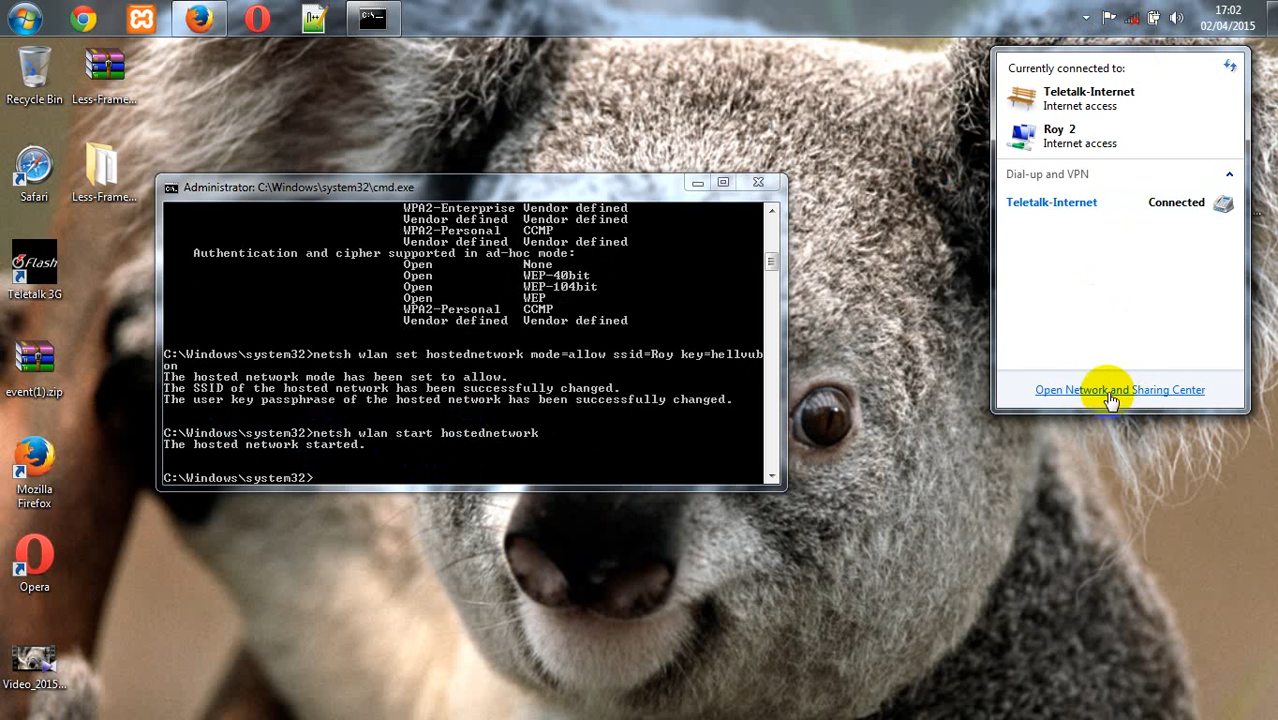 17:02
02/04/2015
Recycle Bin
Less-Frame...
Safari
Less-Frame...
Teletalk 3G
event(1).zip
Mozilla
Firefox
Opera
Video_2015...
Flash
n++
C:\_
Administrator: C:\Windows\system32\cmd.exe
WPA2-Enterprise Vendor defined
Vendor defined Vendor defined
WPA2-Personal CCMP
Vendor defined Vendor defined
Authentication and cipher supported in ad-hoc mode:
Open None
Open WEP-40bit
Open WEP-104bit
Open WEP
WPA2-Personal CCMP
Vendor defined Vendor defined
C:\Windows\system32>netsh wlan set hostednetwork mode=allow ssid=Roy key=hellvub
on
The hosted network mode has been set to allow.
The SSID of the hosted network has been successfully changed.
The user key passphrase of the hosted network has been successfully changed.
C:\Windows\system32>netsh wlan start hostednetwork
The hosted network started.
C:\Windows\system32>
Currently connected to:
Teletalk-Internet
Internet access
Roy 2
Internet access
Dial-up and VPN
Teletalk-Internet Connected
Open Network and Sharing Center